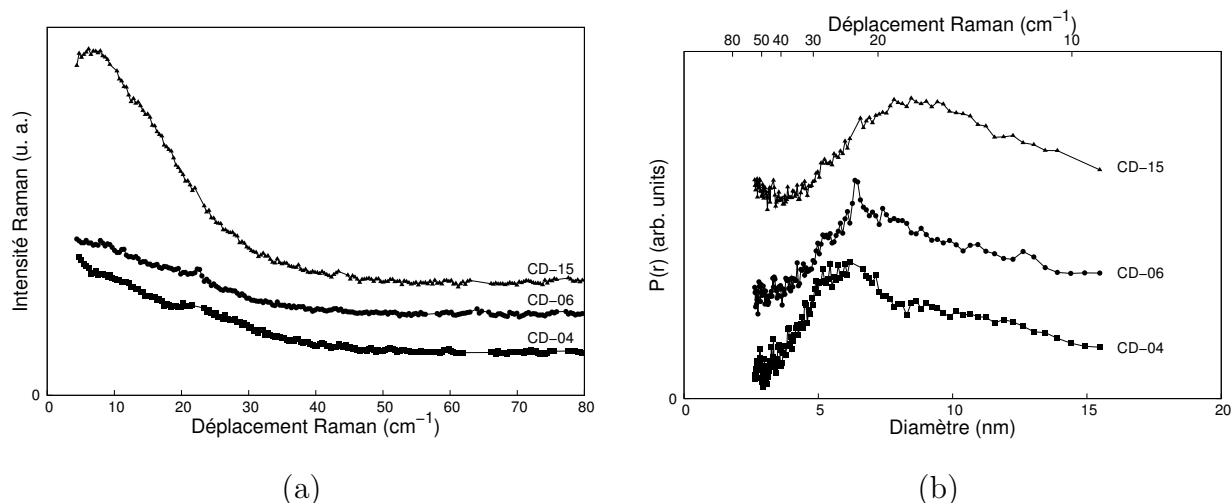 Intensité Raman (u. a.)
0
0 10 20 30 40 50 60 70 80
Déplacement Raman (cm−1)
CD−15
CD−06
CD−04
(a)
Déplacement Raman (cm−1)
80 50 40 30 20 10
P(r) (arb. units)
CD−15
CD−06
CD−04
0
0 5 10 15 20
Diamètre (nm)
(b)